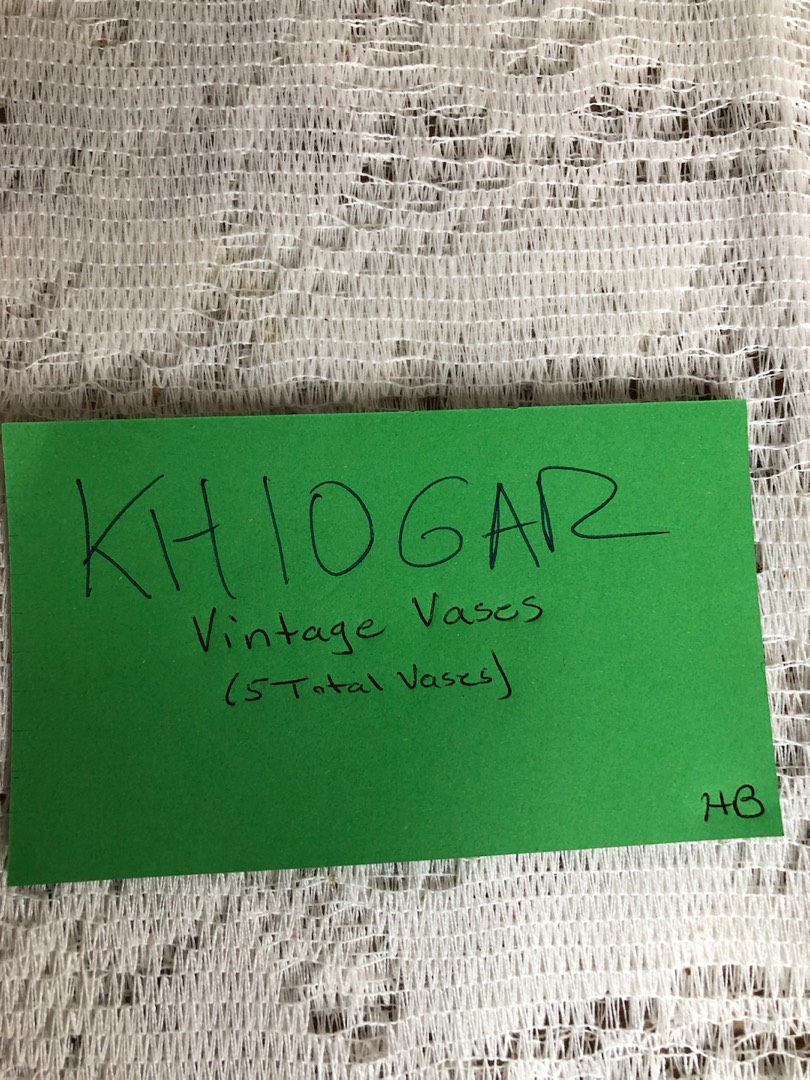 KH10GAR
Vintage Vases
(5 Total Vases)
HB